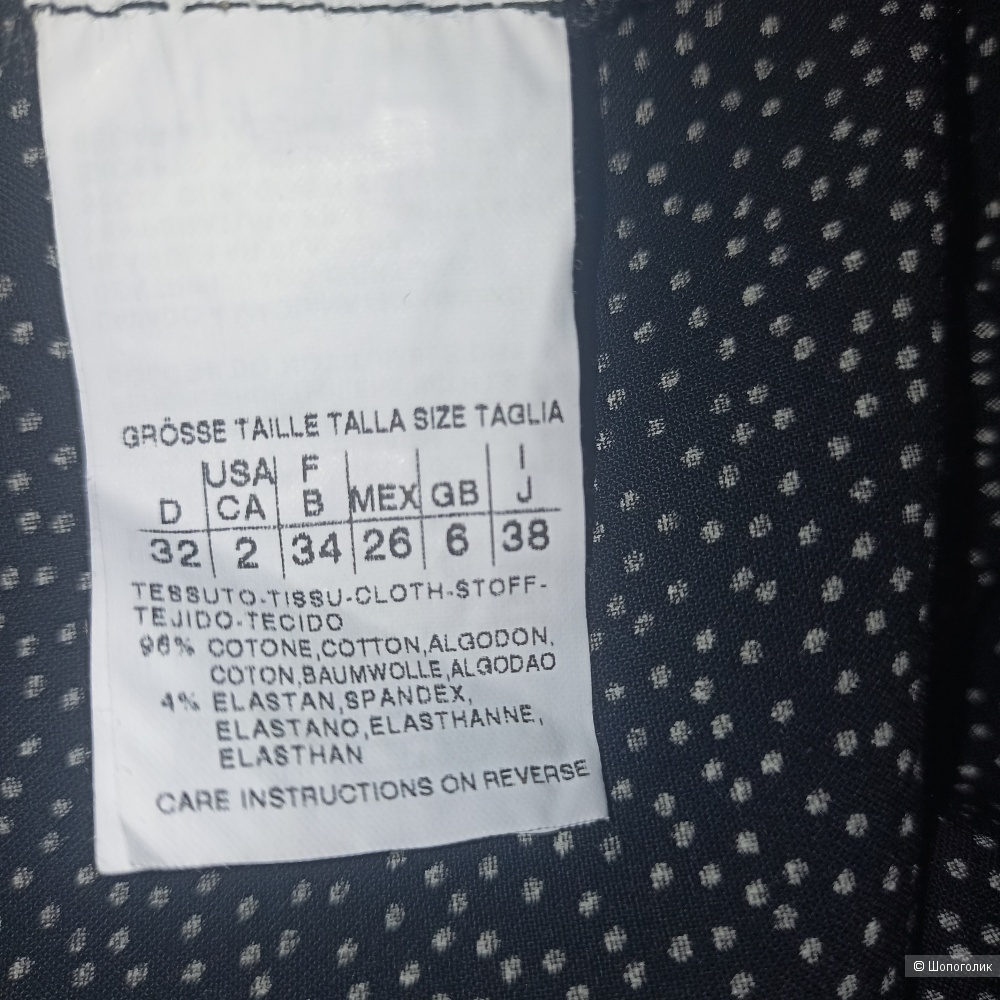 GRÖSSE TAILLE TALLA SIZE TAGLIA
D USA CA F B MEX GB I J
32 2 34 26 6 38
TESSUTO-TISSU-CLOTH-STOFF-
TEJIDO-TECIDO
96% COTONE,COTTON,ALGODON,
COTON,BAUMWOLLE,ALGODAO
4% ELASTAN,SPANDEX,
ELASTANO,ELASTHANNE,
ELASTHAN
CARE INSTRUCTIONS ON REVERSE
© Шопоголик